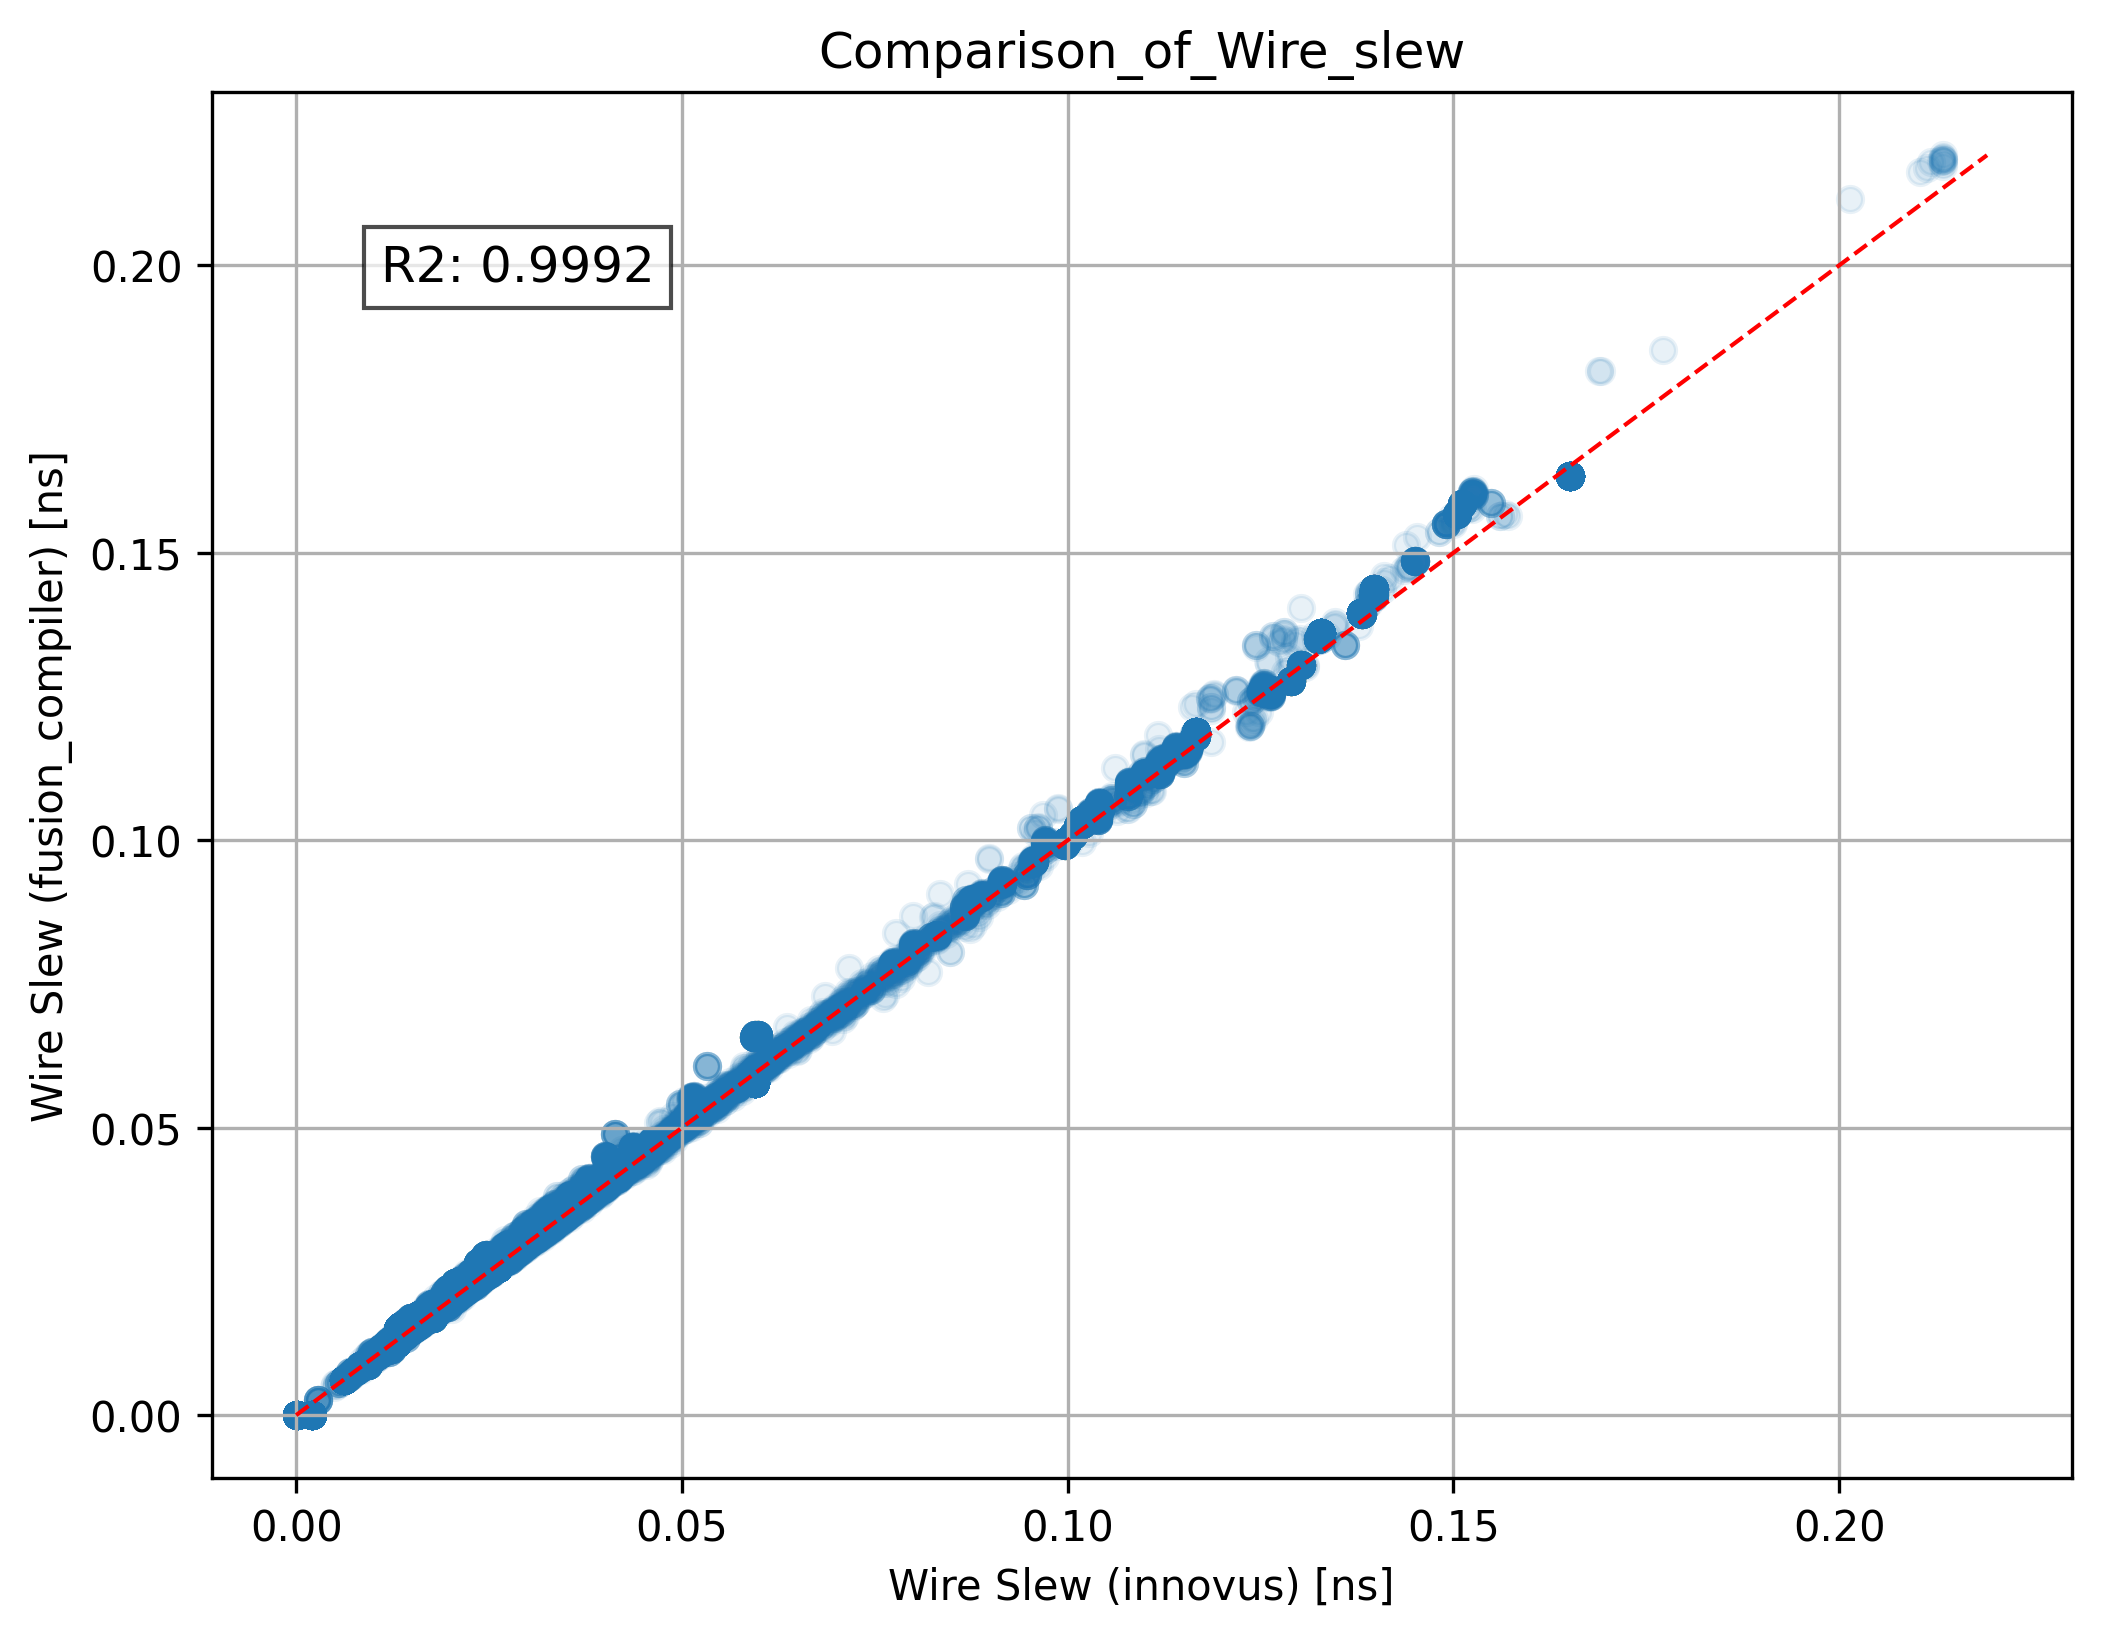 Comparison_of_Wire_slew
R2: 0.9992
Wire Slew (fusion_compiler) [ns]
0.20
0.15
0.10
0.05
0.00
0.00 0.05 0.10 0.15 0.20
Wire Slew (innovus) [ns]